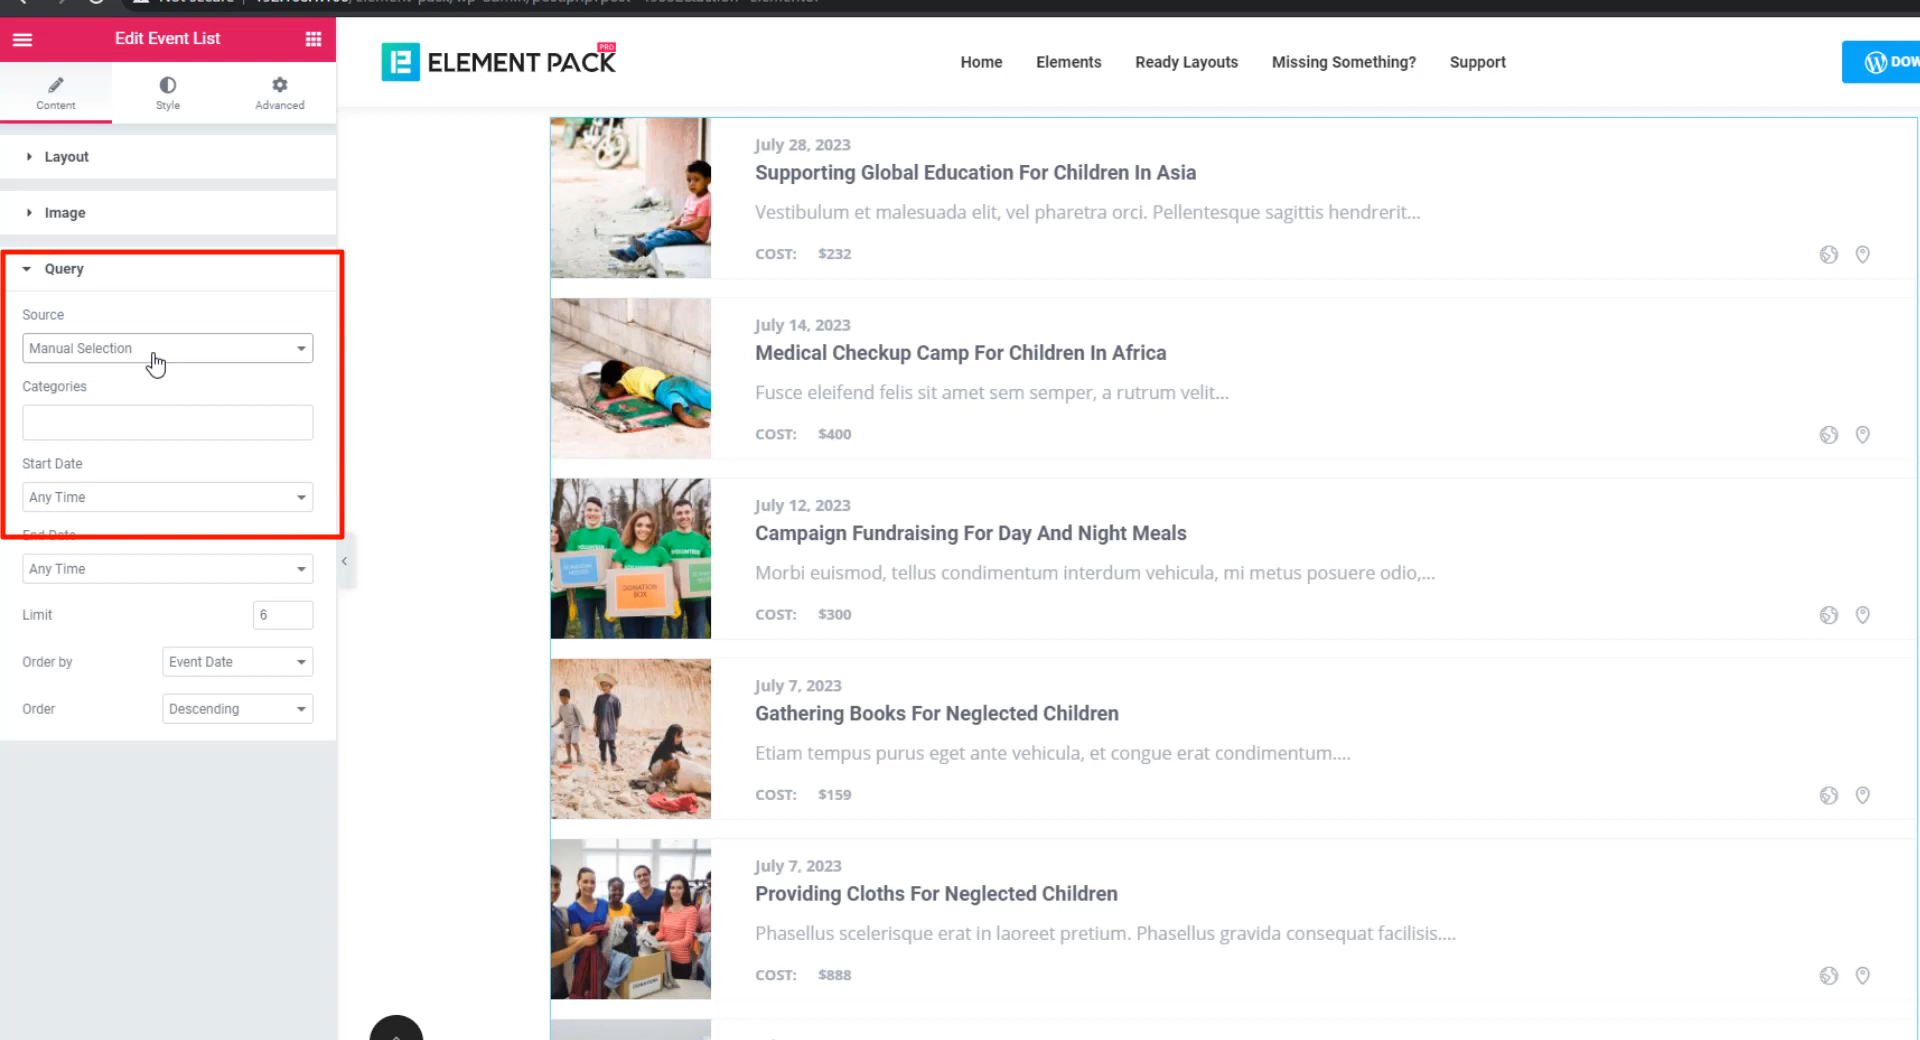 Edit Event List
Content
Style
Advanced
Layout
Image
Query
Source
Manual Selection
Categories
Start Date
Any Time
End Date
Any Time
Limit
6
Order by
Event Date
Order
Descending
ELEMENT PACK
PRO
Home
Elements
Ready Layouts
Missing Something?
Support
July 28, 2023
Supporting Global Education For Children In Asia
Vestibulum et malesuada elit, vel pharetra orci. Pellentesque sagittis hendrerit...
COST: $232
July 14, 2023
Medical Checkup Camp For Children In Africa
Fusce eleifend felis sit amet sem semper, a rutrum velit...
COST: $400
July 12, 2023
Campaign Fundraising For Day And Night Meals
Morbi euismod, tellus condimentum interdum vehicula, mi metus posuere odio,...
COST: $300
DONATION
BOX
July 7, 2023
Gathering Books For Neglected Children
Etiam tempus purus eget ante vehicula, et congue erat condimentum....
COST: $159
July 7, 2023
Providing Cloths For Neglected Children
Phasellus scelerisque erat in laoreet pretium. Phasellus gravida consequat facilisis....
COST: $888
DONATION